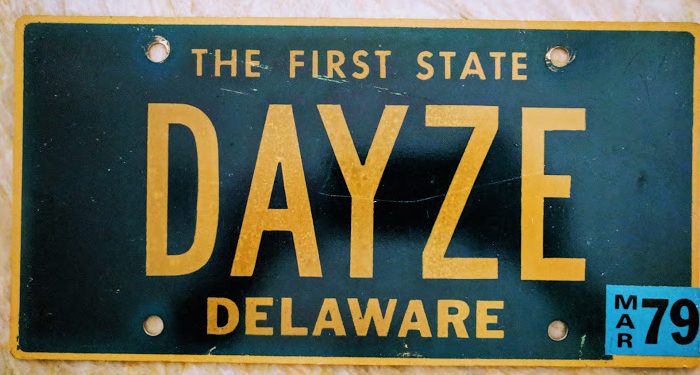 THE FIRST STATE
DAYZE
DELAWARE
MAR 79